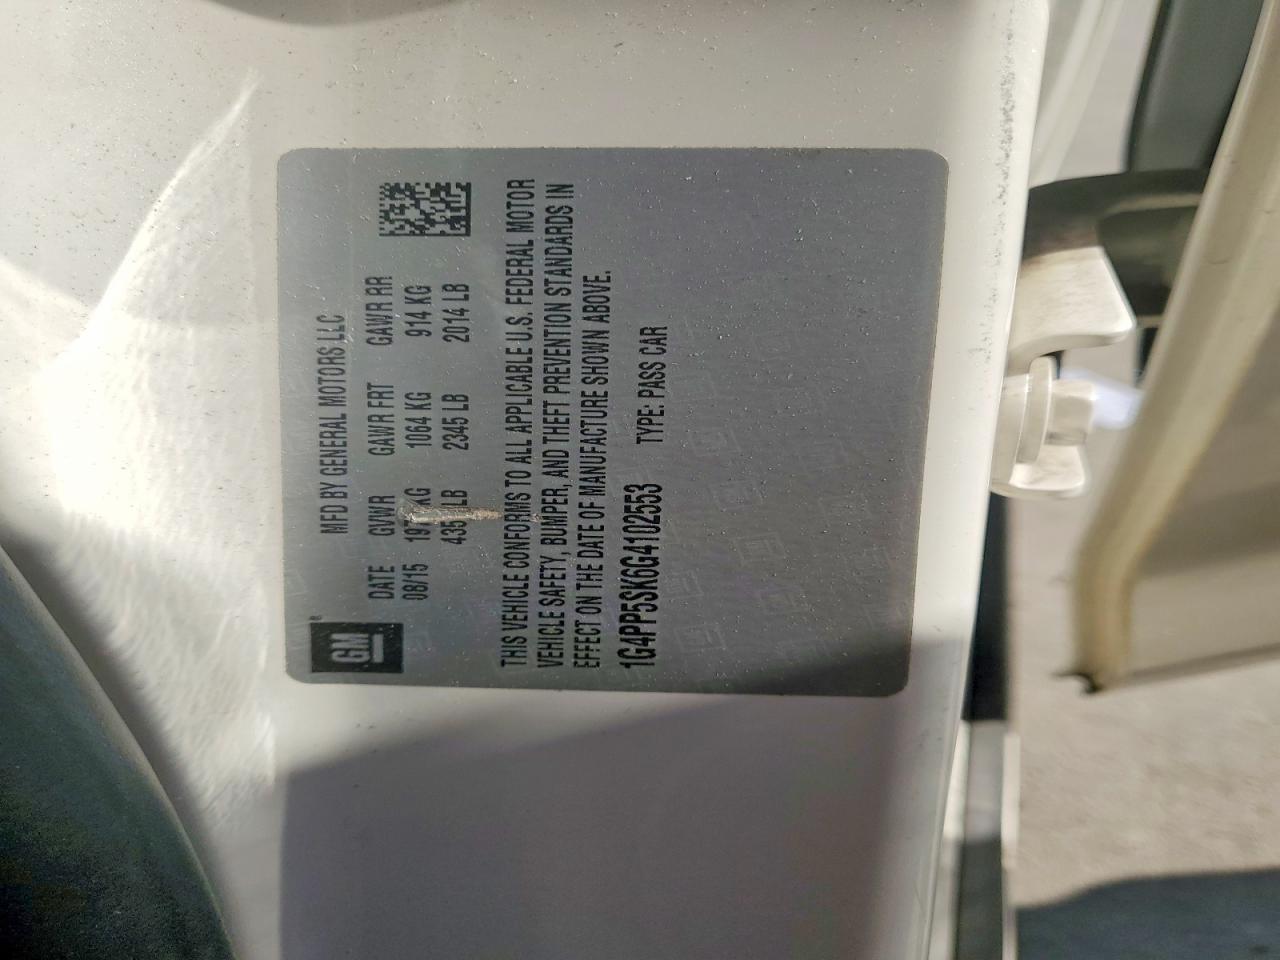 GM ®
MFD BY GENERAL MOTORS LLC
DATE GVWR GAWR FRT GAWR RR
08/15 KG 1064 KG 914 KG
LB 2345 LB 2014 LB
THIS VEHICLE CONFORMS TO ALL APPLICABLE U.S. FEDERAL MOTOR
VEHICLE SAFETY, BUMPER, AND THEFT PREVENTION STANDARDS IN
EFFECT ON THE DATE OF MANUFACTURE SHOWN ABOVE.
1G4PP5SK6G4102553 TYPE: PASS CAR